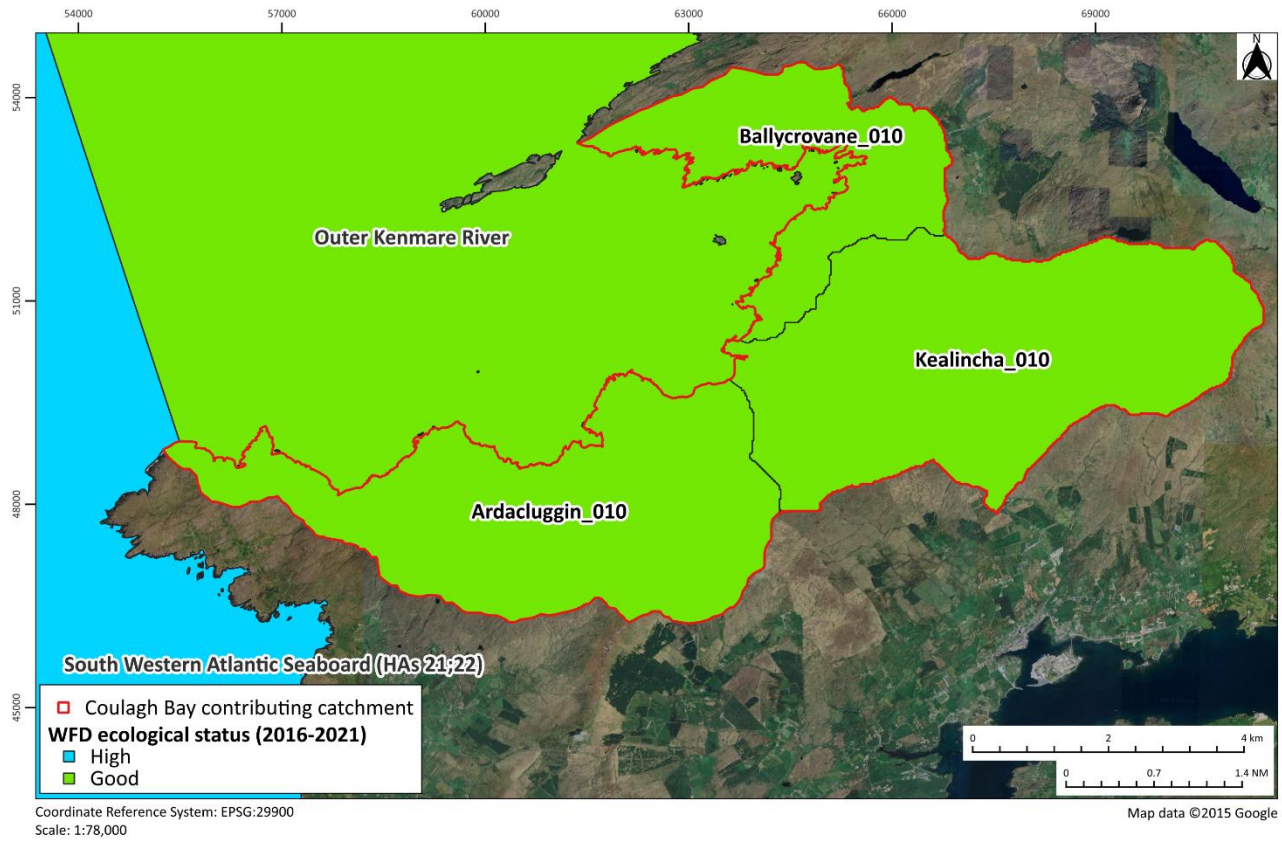 54000 57000 60000 63000 66000 69000
N
54000
51000
48000
45000
Ballycrovane_010
Outer Kenmare River
Kealincha_010
Ardacluggin_010
South Western Atlantic Seaboard (HAs 21;22)
Coulagh Bay contributing catchment
WFD ecological status (2016-2021)
High
Good
0 2 4 km
0 0.7 1.4 NM
Coordinate Reference System: EPSG:29900
Scale: 1:78,000
Map data ©2015 Google